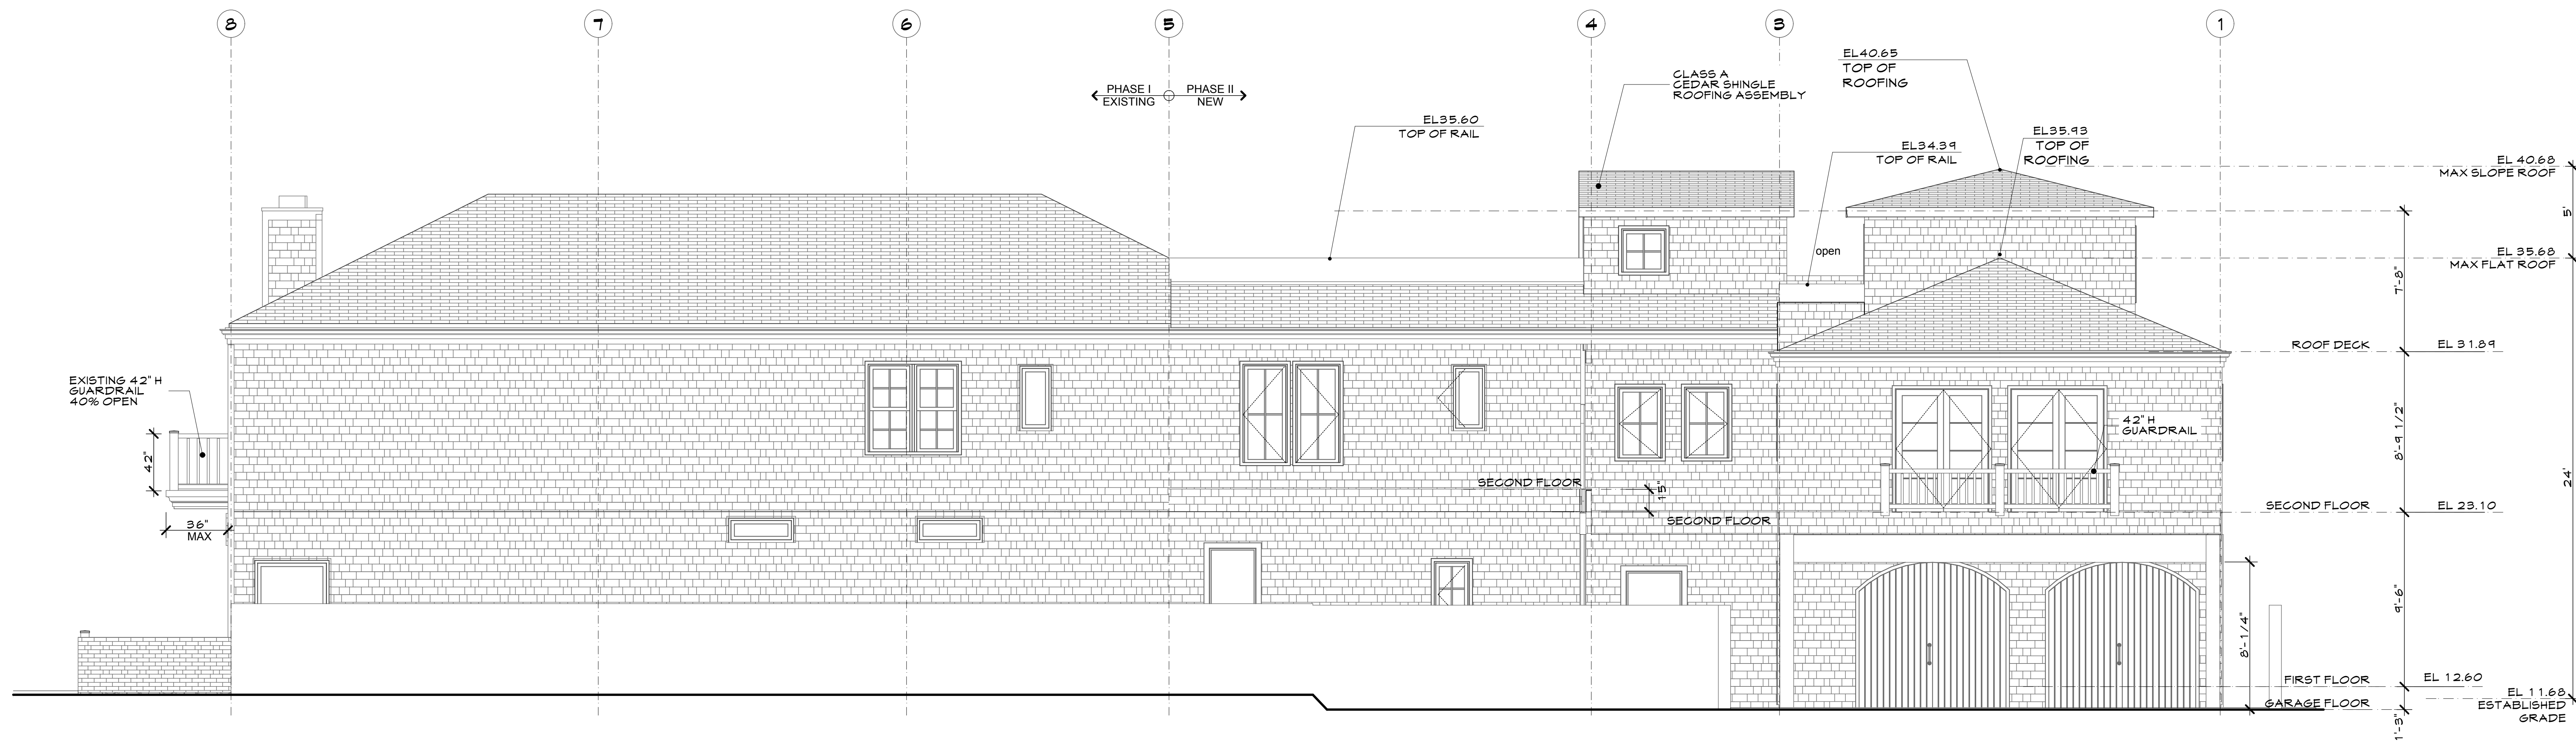 8
7
6
5
4
3
1
PHASE I
EXISTING
PHASE II
NEW
CLASS A
CEDAR SHINGLE
ROOFING ASSEMBLY
EL40.65
TOP OF
ROOFING
EL35.60
TOP OF RAIL
EL34.39
TOP OF RAIL
EL35.93
TOP OF
ROOFING
open
EL 40.68
MAX SLOPE ROOF
5'
EL 35.68
MAX FLAT ROOF
7'-8"
ROOF DECK
EL 31.89
EXISTING 42" H
GUARDRAIL
40% OPEN
42"
36"
MAX
42" H
GUARDRAIL
8'-9 1/2"
24'
SECOND FLOOR
15"
SECOND FLOOR
SECOND FLOOR
EL 23.10
9'-6"
8'-1/4"
FIRST FLOOR
EL 12.60
GARAGE FLOOR
1'-3"
EL 11.68
ESTABLISHED
GRADE